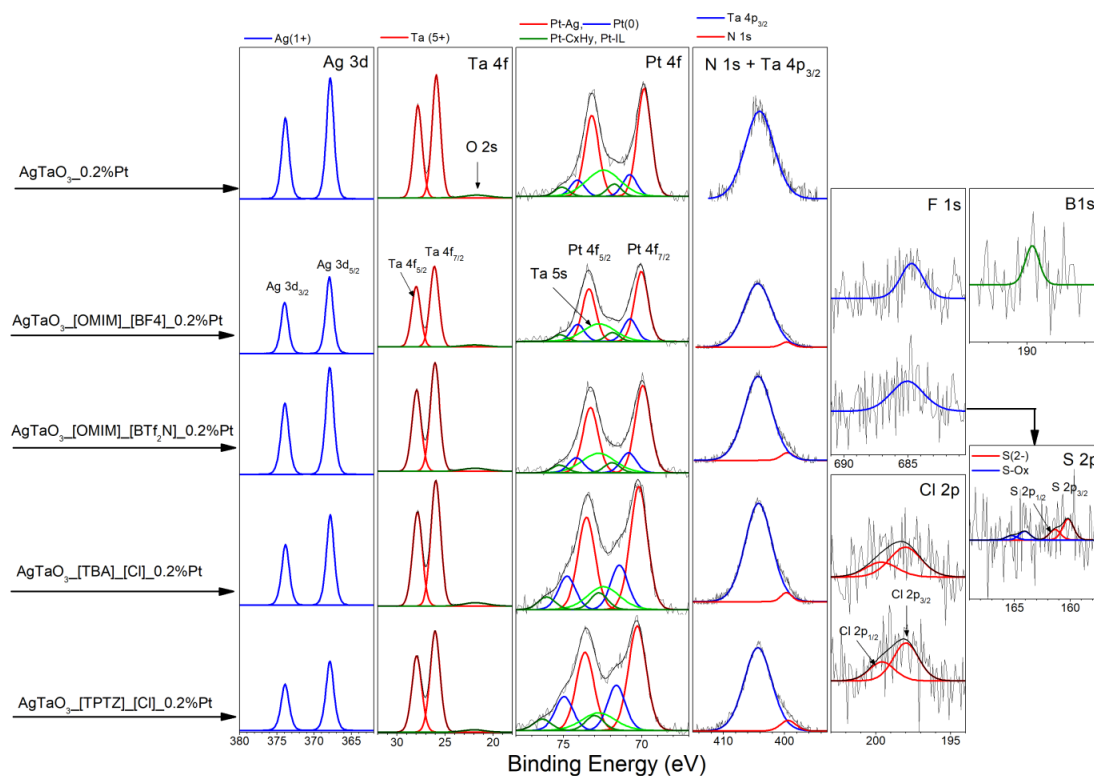 Ag(1+)
Ta (5+)
Pt-Ag, Pt(0)
Pt-CxHy, Pt-IL
Ta 4p3/2
N 1s
Ag 3d
Ta 4f
Pt 4f
N 1s + Ta 4p3/2
O 2s
AgTaO3_0.2%Pt
F 1s
B1s
Ag 3d3/2
Ag 3d5/2
Ta 4f5/2
Ta 4f7/2
Ta 5s
Pt 4f5/2
Pt 4f7/2
AgTaO3_[OMIM]_[BF4]_0.2%Pt
190
AgTaO3_[OMIM]_[BTf2N]_0.2%Pt
690 685
Cl 2p
S(2-)
S-Ox
S 2p
S 2p1/2
S 2p3/2
165 160
AgTaO3_[TBA]_[Cl]_0.2%Pt
Cl 2p3/2
Cl 2p1/2
AgTaO3_[TPTZ]_[Cl]_0.2%Pt
380 370 30 20 75 70 410 400 200 195
Binding Energy (eV)